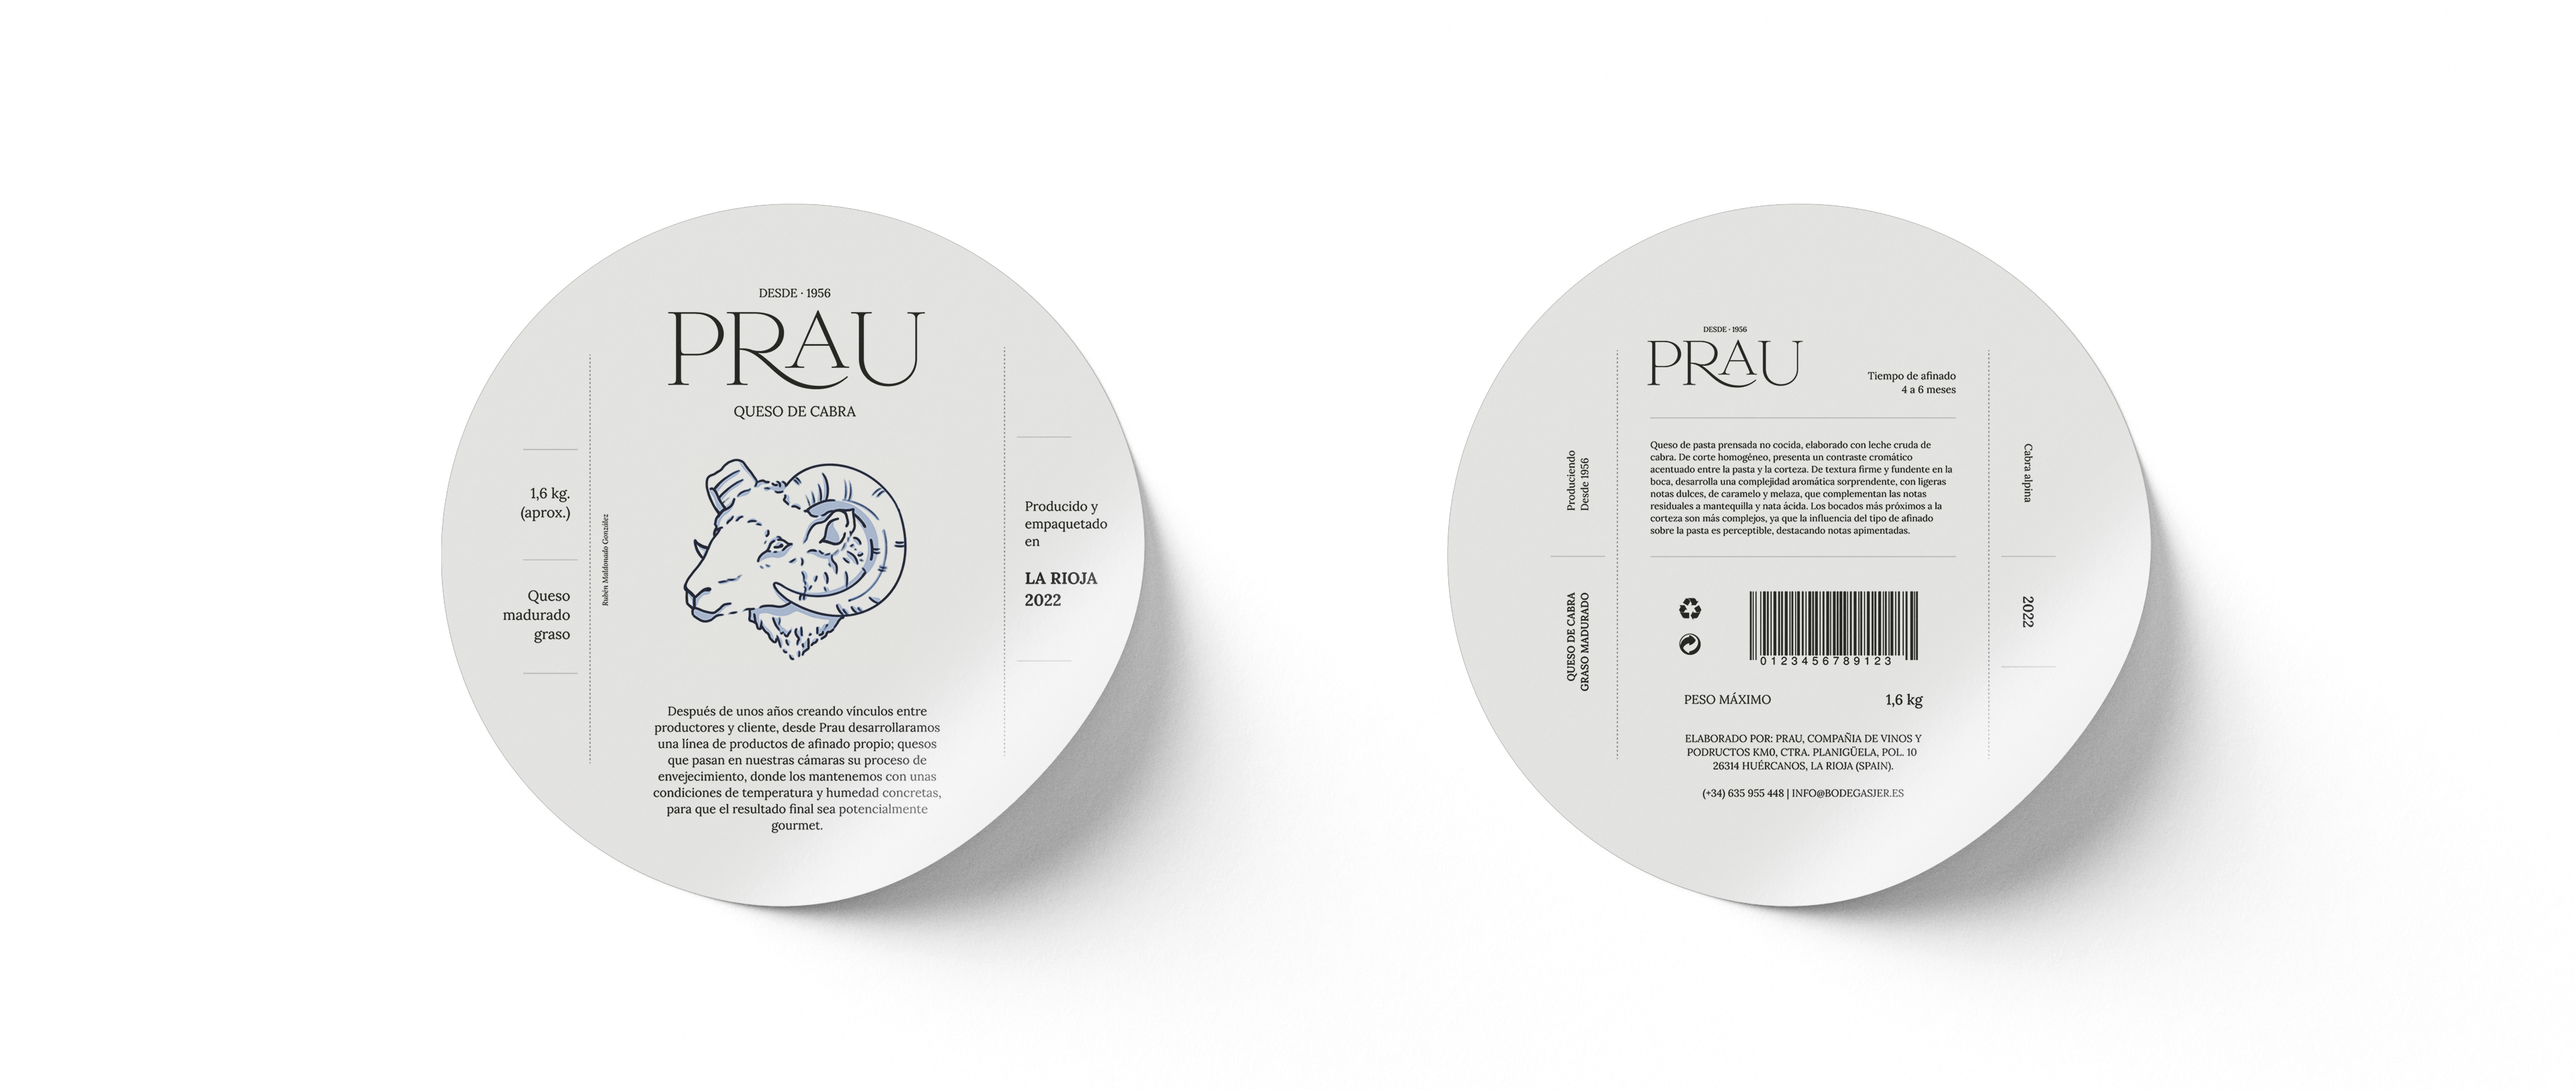 DESDE · 1956
PRAU
QUESO DE CABRA
1,6 kg.
(aprox.)
Queso
madurado
graso
Rubén Maldonado González
Producido y
empaquetado
en
LA RIOJA
2022
Después de unos años creando vínculos entre
productores y cliente, desde Prau desarrollaramos
una línea de productos de afinado propio; quesos
que pasan en nuestras cámaras su proceso de
envejecimiento, donde los mantenemos con unas
condiciones de temperatura y humedad concretas,
para que el resultado final sea potencialmente
gourmet.
DESDE · 1956
PRAU
Tiempo de afinado
4 a 6 meses
Produciendo
Desde 1956
QUESO DE CABRA
GRASO MADURADO
Queso de pasta prensada no cocida, elaborado con leche cruda de
cabra. De corte homogéneo, presenta un contraste cromático
acentuado entre la pasta y la corteza. De textura firme y fundente en la
boca, desarrolla una complejidad aromática sorprendente, con ligeras
notas dulces, de caramelo y melaza, que complementan las notas
residuales a mantequilla y nata ácida. Los bocados más próximos a la
corteza son más complejos, ya que la influencia del tipo de afinado
sobre la pasta es perceptible, destacando notas apimentadas.
Cabra alpina
2022
0123456789123
PESO MÁXIMO 1,6 kg
ELABORADO POR: PRAU, COMPAÑIA DE VINOS Y
PODRUCTOS KM0, CTRA. PLANIGÜELA, POL. 10
26314 HUÉRCANOS, LA RIOJA (SPAIN).
(+34) 635 955 448 | INFO@BODEGASJER.ES